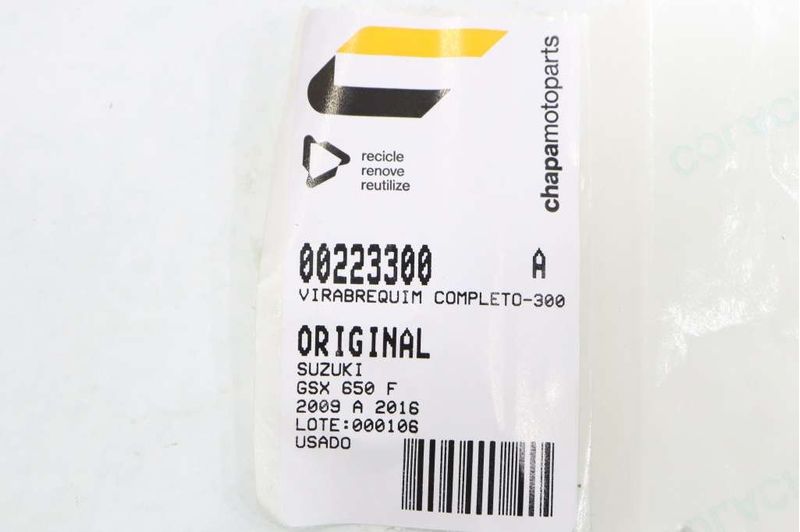 chapamotoparts
recicle
renove
reutilize
00223300 A
VIRABREQUIM COMPLETO-300
ORIGINAL
SUZUKI
GSX 650 F
2009 A 2016
LOTE:000106
USADO